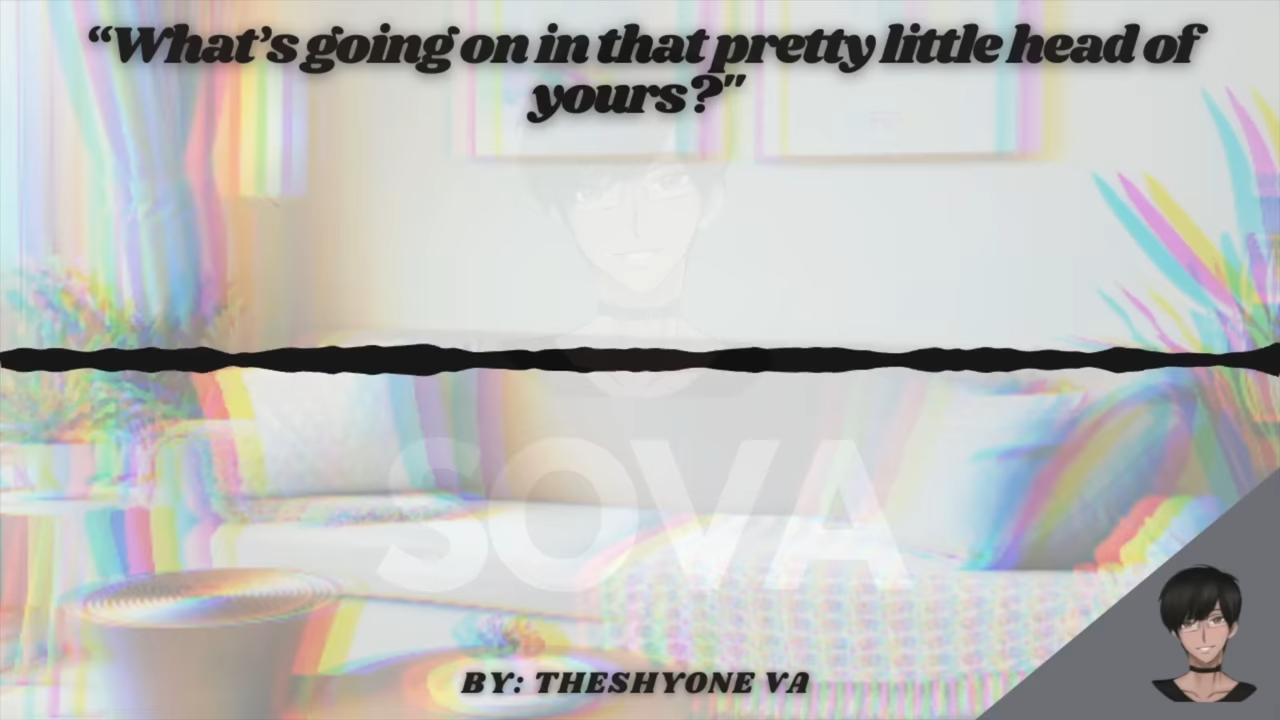 “What’s going on in that pretty little head of
yours?"
SOVA
BY: THESHYONE VA